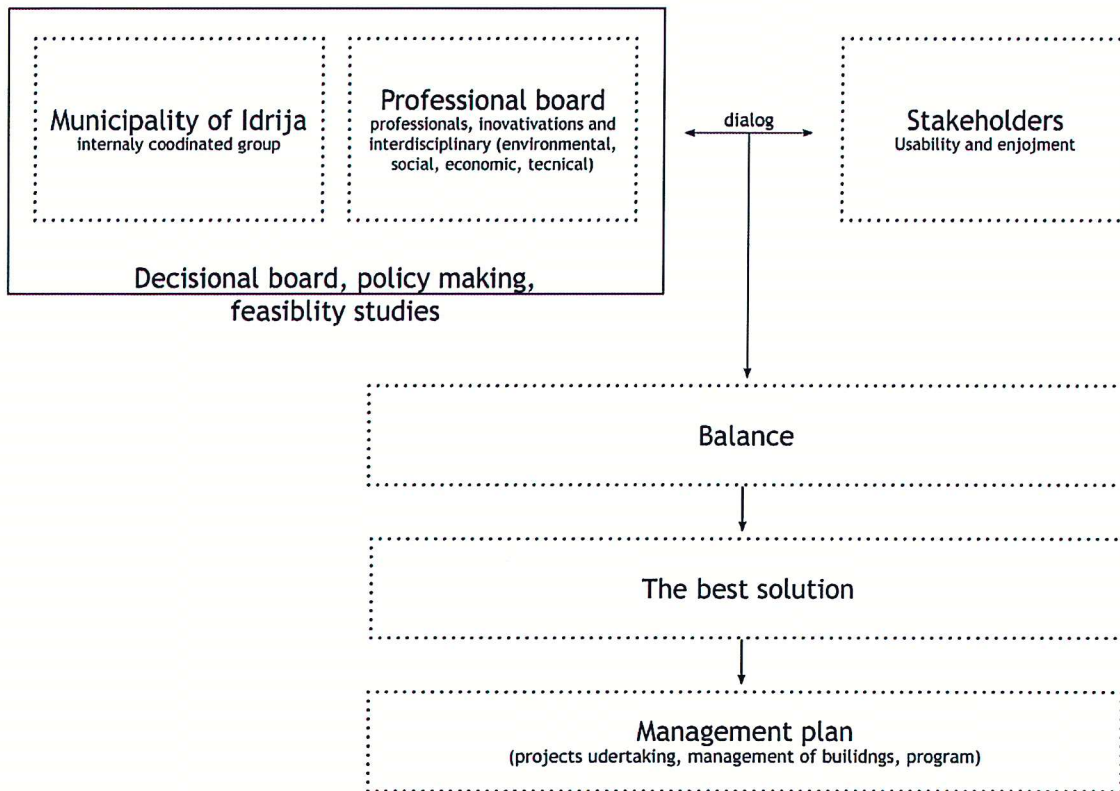 Municipality of Idrija
internaly coodinated group
Professional board
professionals, inovativations and
interdisciplinary (environmental,
social, economic, tecnical)
dialog
Stakeholders
Usability and enjojment
Decisional board, policy making,
feasiblity studies
Balance
The best solution
Management plan
(projects udertaking, management of builidngs, program)